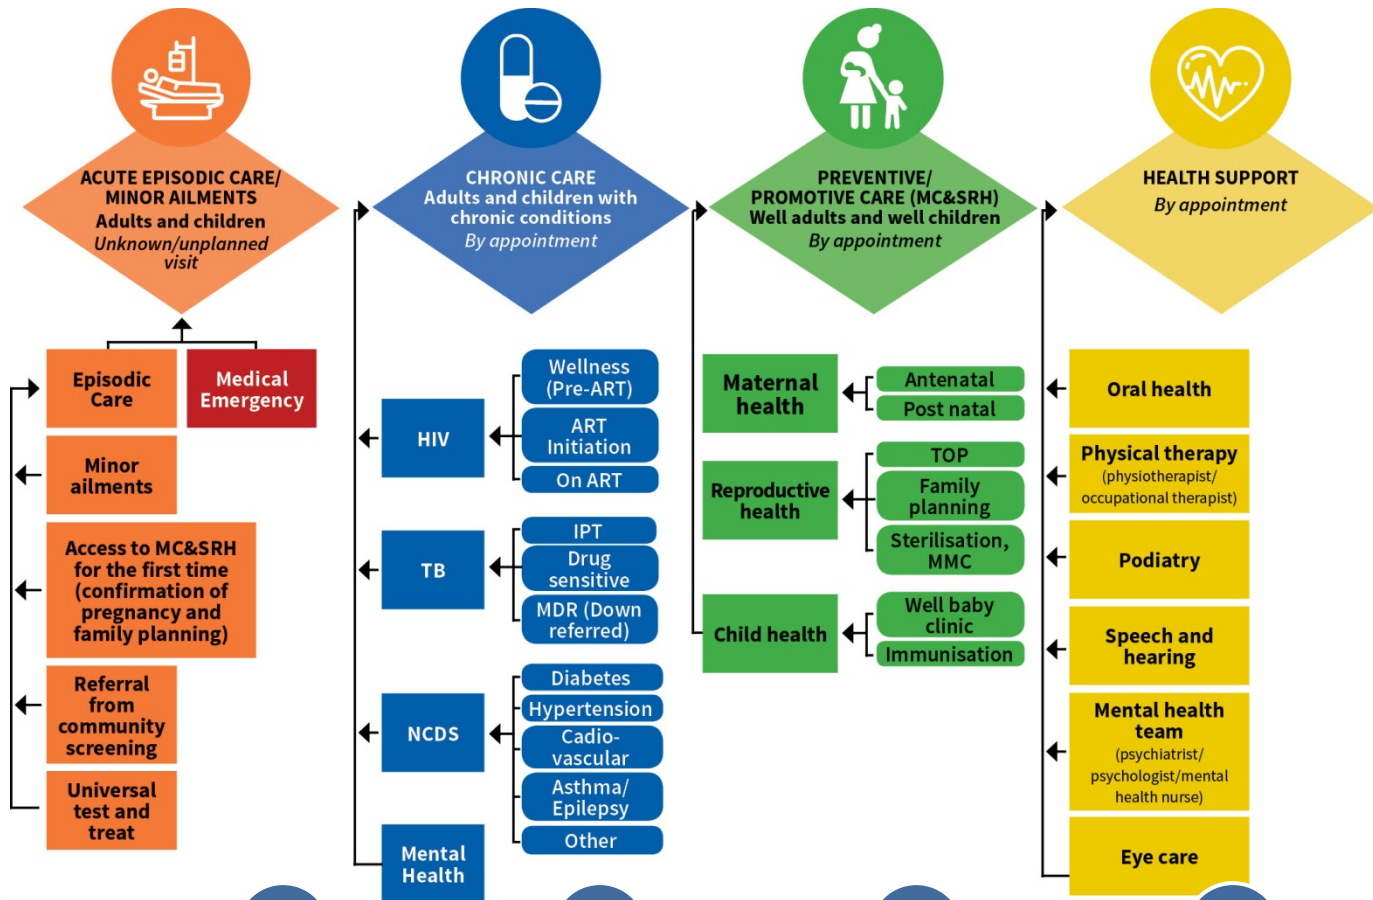 ACUTE EPISODIC CARE/
MINOR AILMENTS
Adults and children
Unknown/unplanned
visit
Episodic
Care
Medical
Emergency
Minor
ailments
Access to MC&SRH
for the first time
(confirmation of
pregnancy and
family planning)
Referral
from
community
screening
Universal
test and
treat
CHRONIC CARE
Adults and children with
chronic conditions
By appointment
HIV
Wellness
(Pre-ART)
ART
Initiation
On ART
TB
IPT
Drug
sensitive
MDR (Down
referred)
NCDS
Diabetes
Hypertension
Cadio-
vascular
Asthma/
Epilepsy
Other
Mental
Health
PREVENTIVE/
PROMOTIVE CARE (MC&SRH)
Well adults and well children
By appointment
Maternal
health
Antenatal
Post natal
Reproductive
health
TOP
Family
planning
Sterilisation,
MMC
Child health
Well baby
clinic
Immunisation
HEALTH SUPPORT
By appointment
Oral health
Physical therapy
(physiotherapist/
occupational therapist)
Podiatry
Speech and
hearing
Mental health
team
(psychiatrist/
psychologist/mental
health nurse)
Eye care